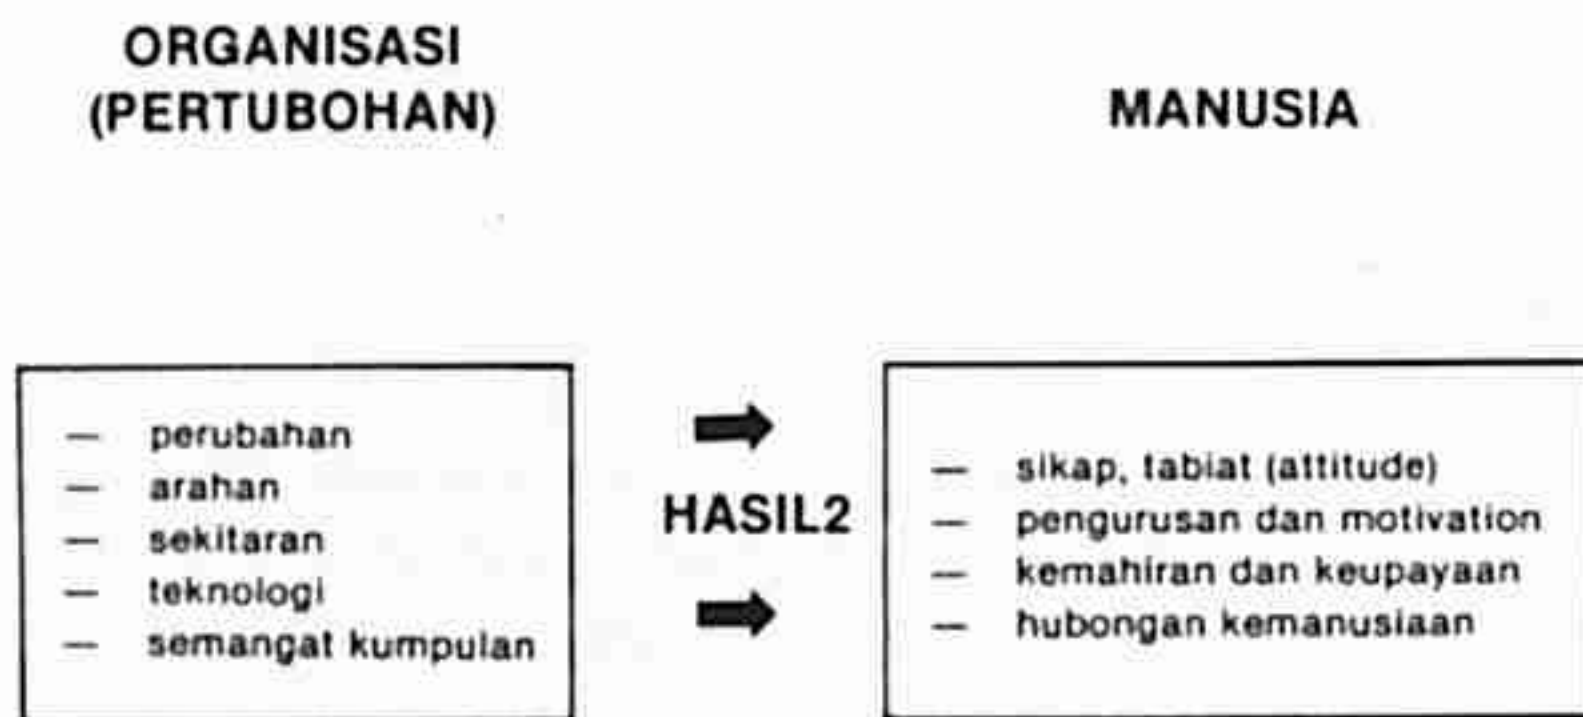 ORGANISASI
(PERTUBOHAN)
MANUSIA
— perubahan
— arahan
— sekitaran
— teknologi
— semangat kumpulan
HASIL2
— sikap, tabiat (attitude)
— pengurusan dan motivation
— kemahiran dan keupayaan
— hubongan kemanusiaan